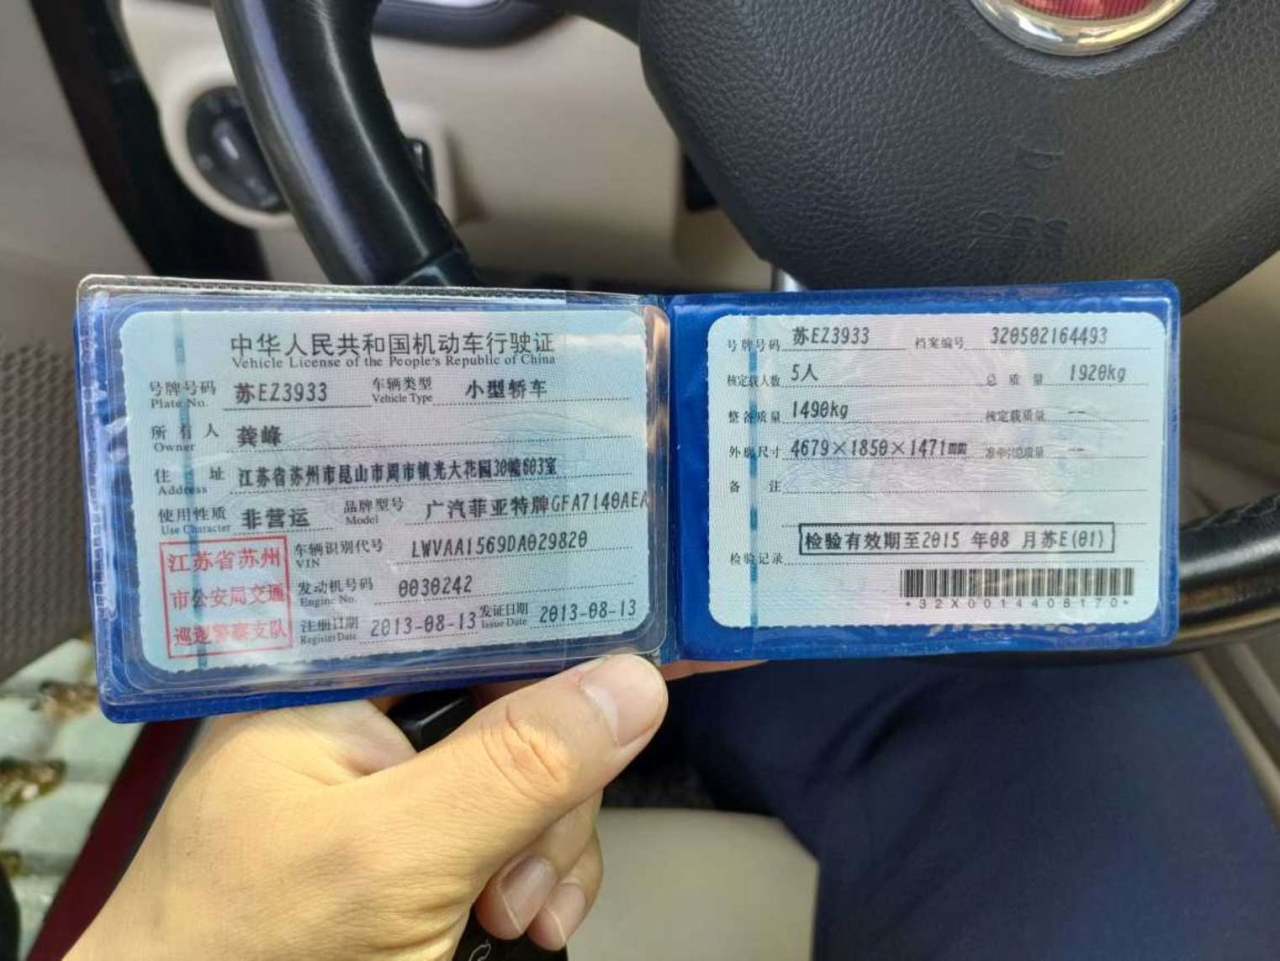 中华人民共和国机动车行驶证
Vehicle License of the People's Republic of China
号牌号码 苏EZ3933 车辆类型 小型轿车
Plate No. Vehicle Type
所有人 龚峰
Owner
住址 江苏省苏州市昆山市周市镇光大花园30幢603室
Address
使用性质 非营运 品牌型号 广汽菲亚特牌GFA7140AEA
Use Character Model
车辆识别代号 LWVAA1569DA029820
VIN
发动机号码 0030242
Engine No.
注册日期 2013-08-13 发证日期 2013-08-13
Register Date Issue Date
江苏省苏州
市公安局交通
巡逻警察支队
号牌号码 苏EZ3933 档案编号 320502164493
核定载人数 5人 总质量 1920kg
整备质量 1490kg 核定载质量 --
外廓尺寸 4679×1850×1471mm 准牵引总质量 --
备注
检验记录 检验有效期至2015年08月苏E(01)
*32X0014408170*